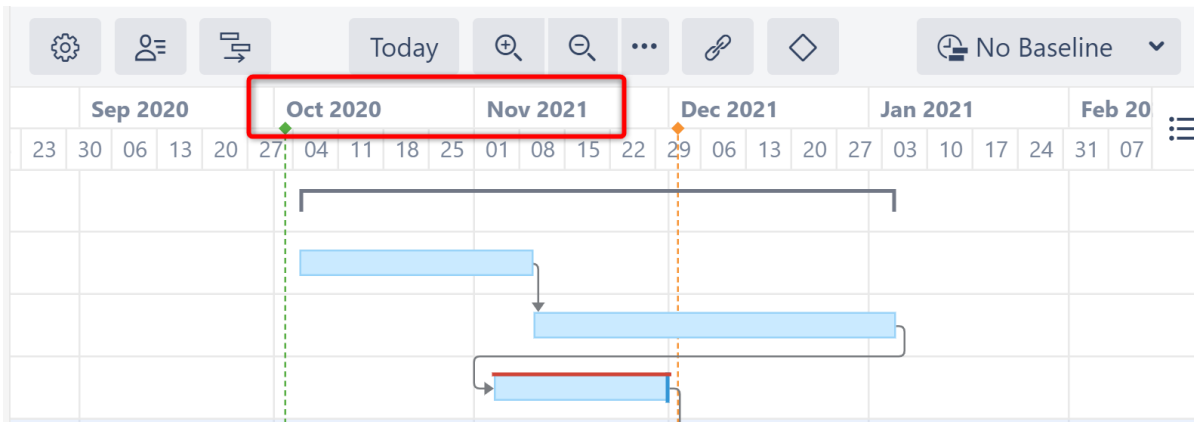 Today No Baseline
Sep 2020 Oct 2020 Nov 2021 Dec 2021 Jan 2021 Feb 20
23 30 06 13 20 27 04 11 18 25 01 08 15 22 29 06 13 20 27 03 10 17 24 31 07